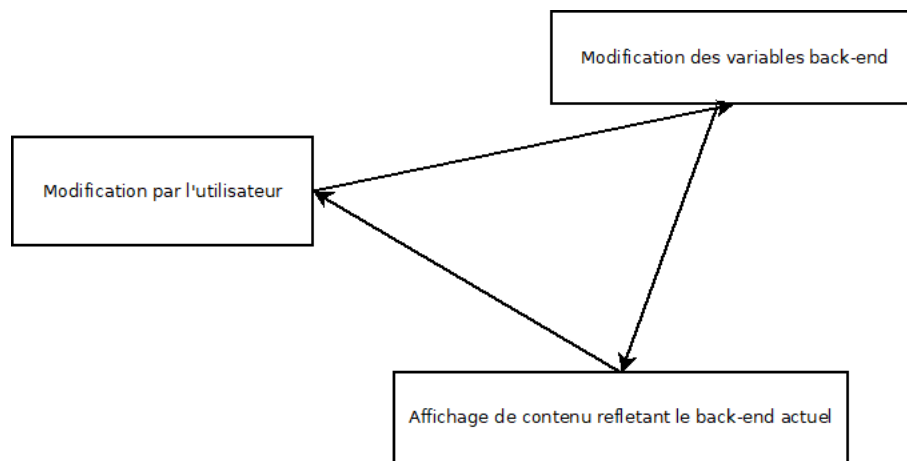 Modification des variables back-end
Modification par l'utilisateur
Affichage de contenu refletant le back-end actuel